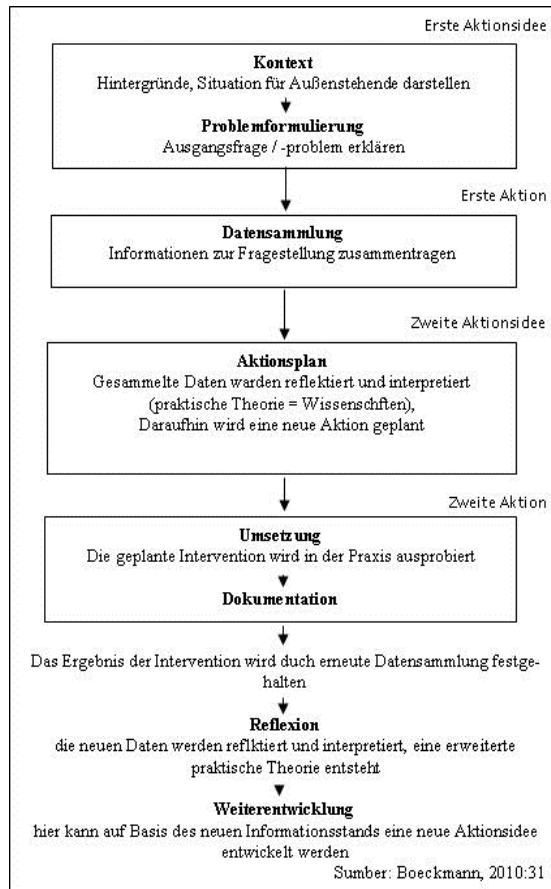 Erste Aktionsidee
Kontext
Hintergründe, Situation für Außenstehende darstellen
Problemformulierung
Ausgangsfrage / -problem erklären
Erste Aktion
Datensammlung
Informationen zur Fragestellung zusammentragen
Zweite Aktionsidee
Aktionsplan
Gesammelte Daten warden reflektiert und interpretiert
(praktische Theorie = Wissenschften),
Daraufhin wird eine neue Aktion geplant
Zweite Aktion
Umsetzung
Die geplante Intervention wird in der Praxis ausprobiert
Dokumentation
Das Ergebnis der Intervention wird duch erneute Datensammlung festge-
halten
Reflexion
die neuen Daten werden reflktiert und interpretiert, eine erweiterte
praktische Theorie entsteht
Weiterentwicklung
hier kann auf Basis des neuen Informationsstands eine neue Aktionsidee
entwickelt werden
Sumber: Boeckmann, 2010:31